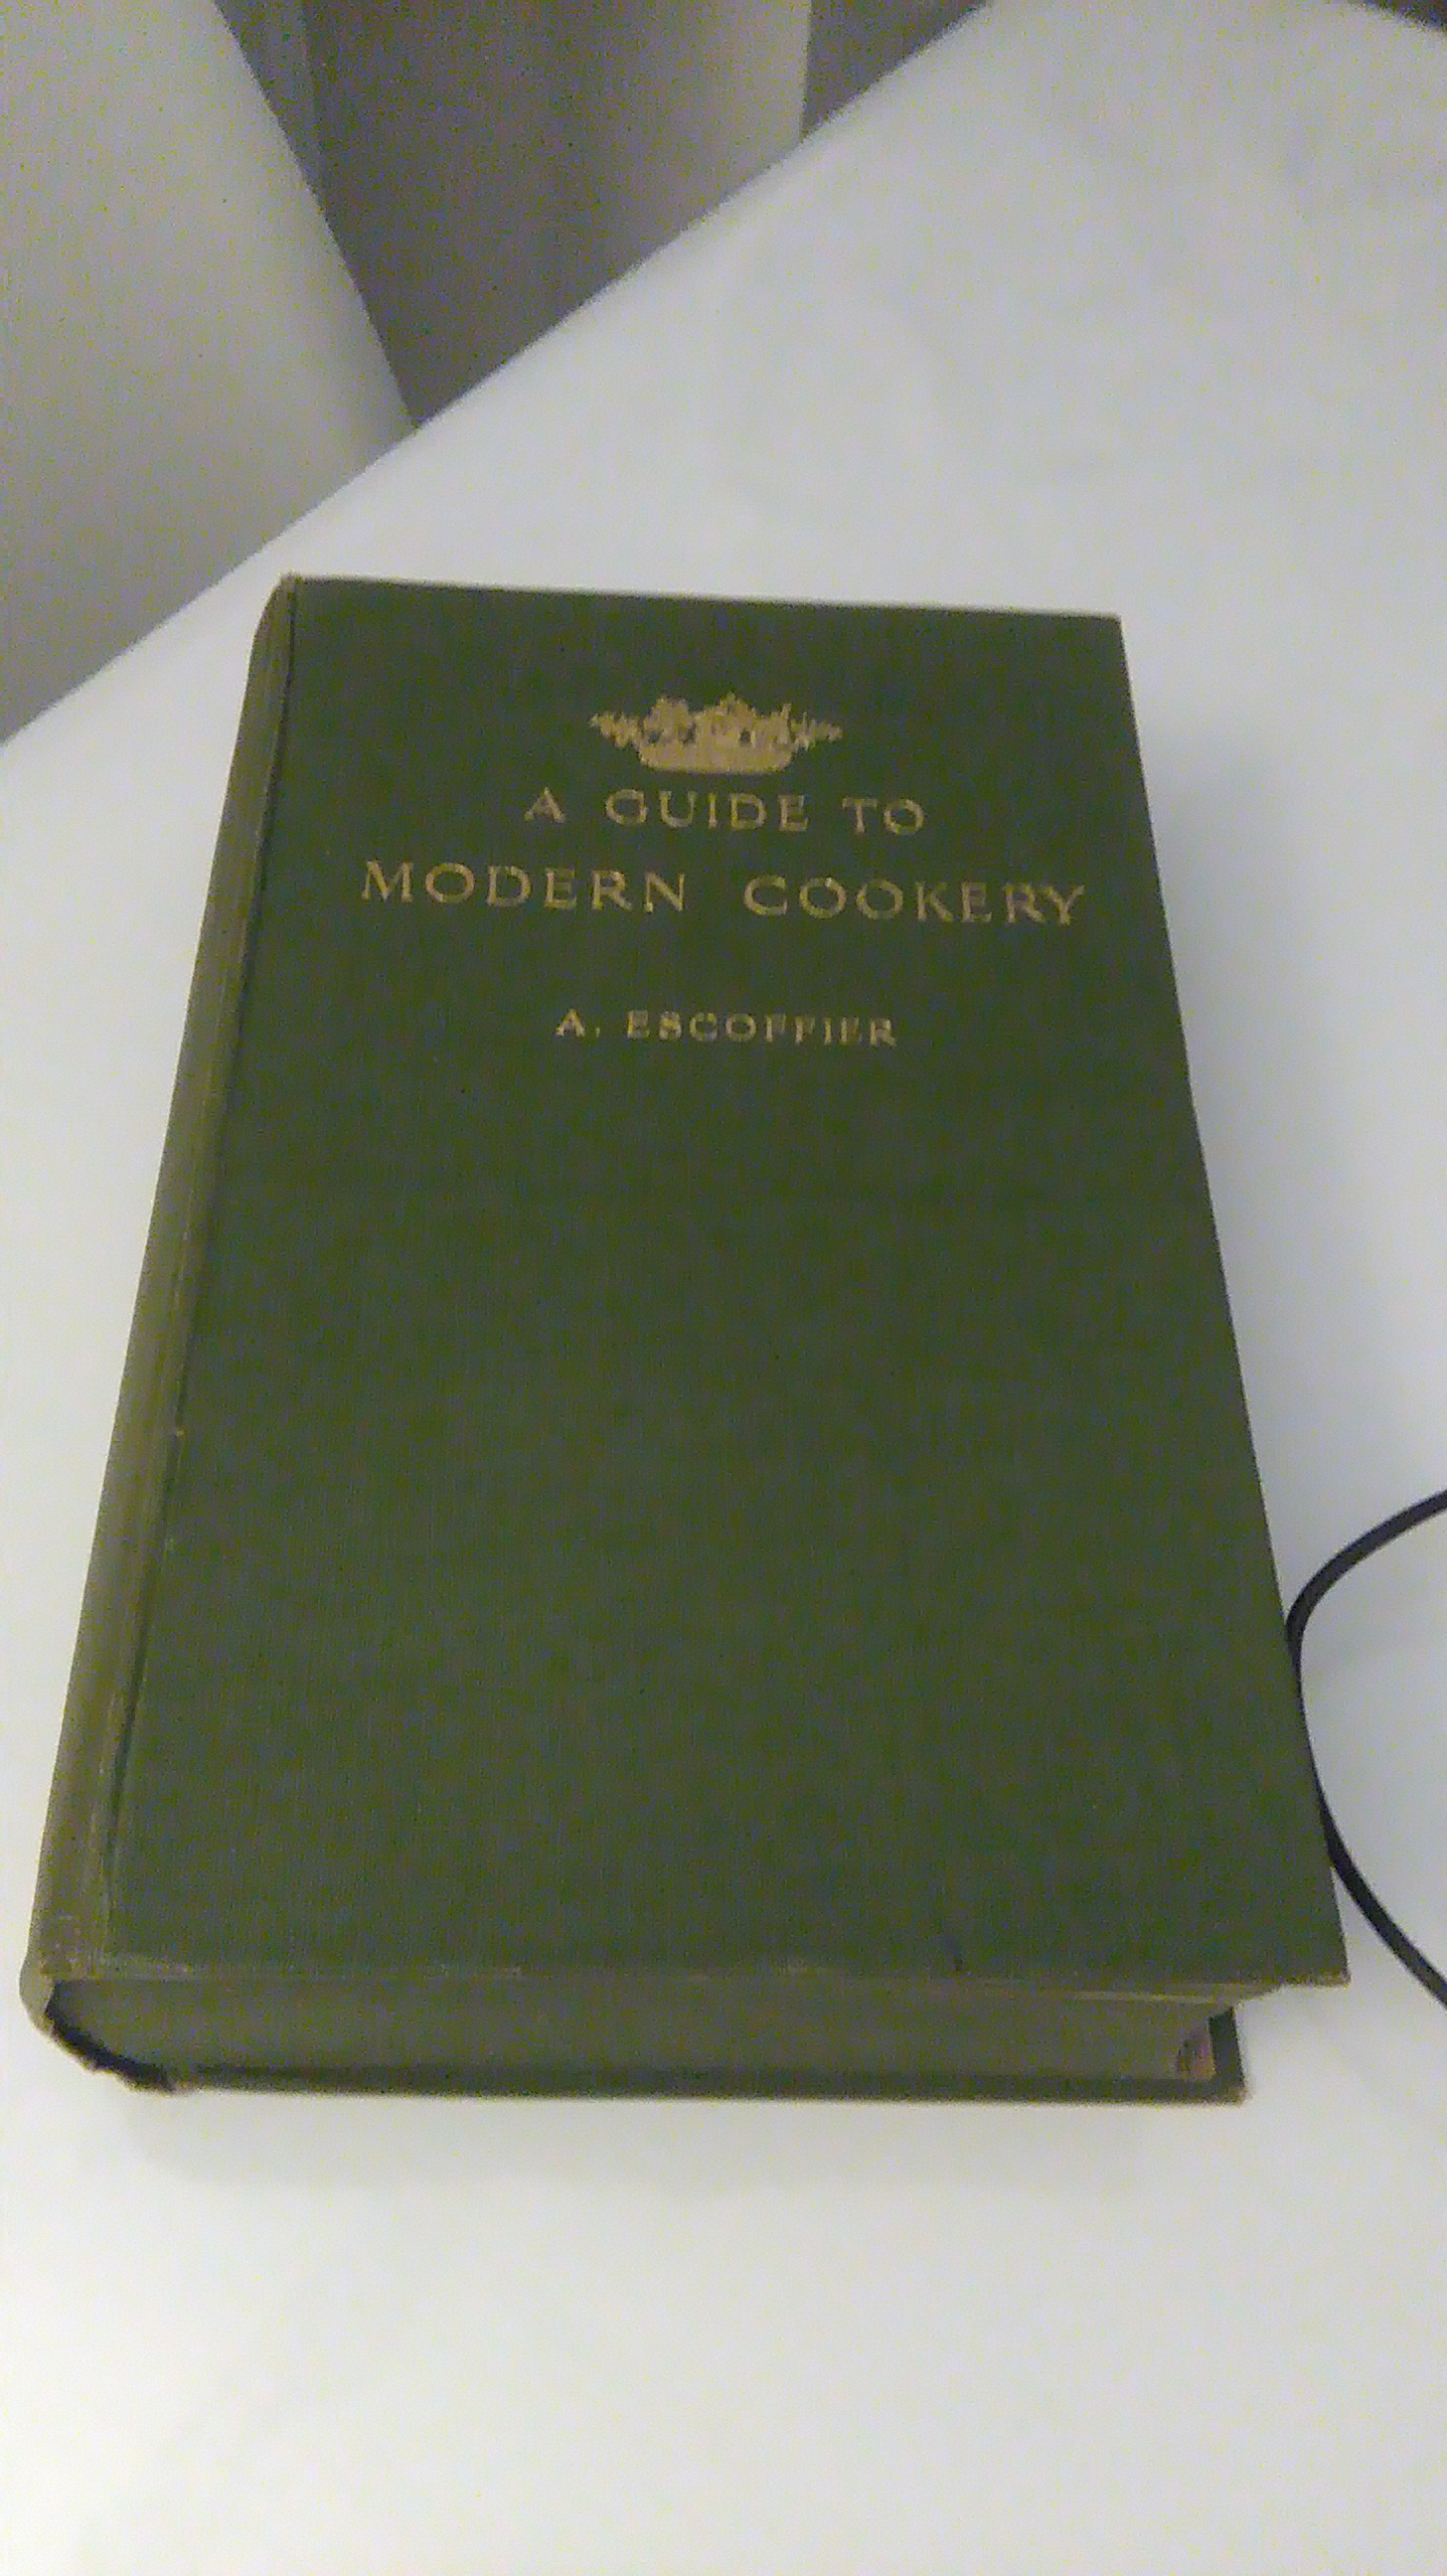 A GUIDE TO
MODERN COOKERY
A. ESCOFFIER